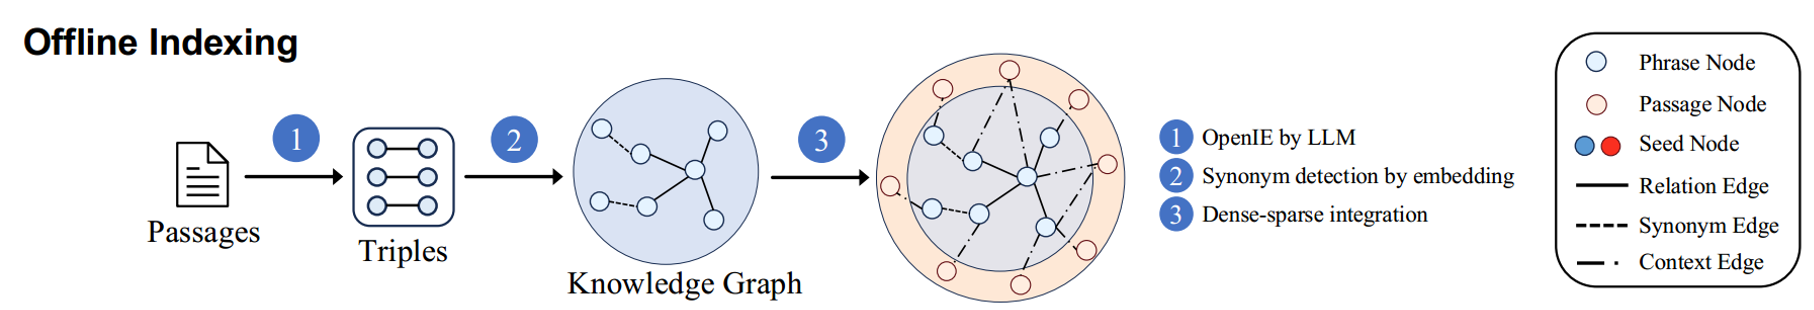 Offline Indexing
1
2
3
Passages
Triples
Knowledge Graph
1 OpenIE by LLM
2 Synonym detection by embedding
3 Dense-sparse integration
Phrase Node
Passage Node
Seed Node
Relation Edge
Synonym Edge
Context Edge